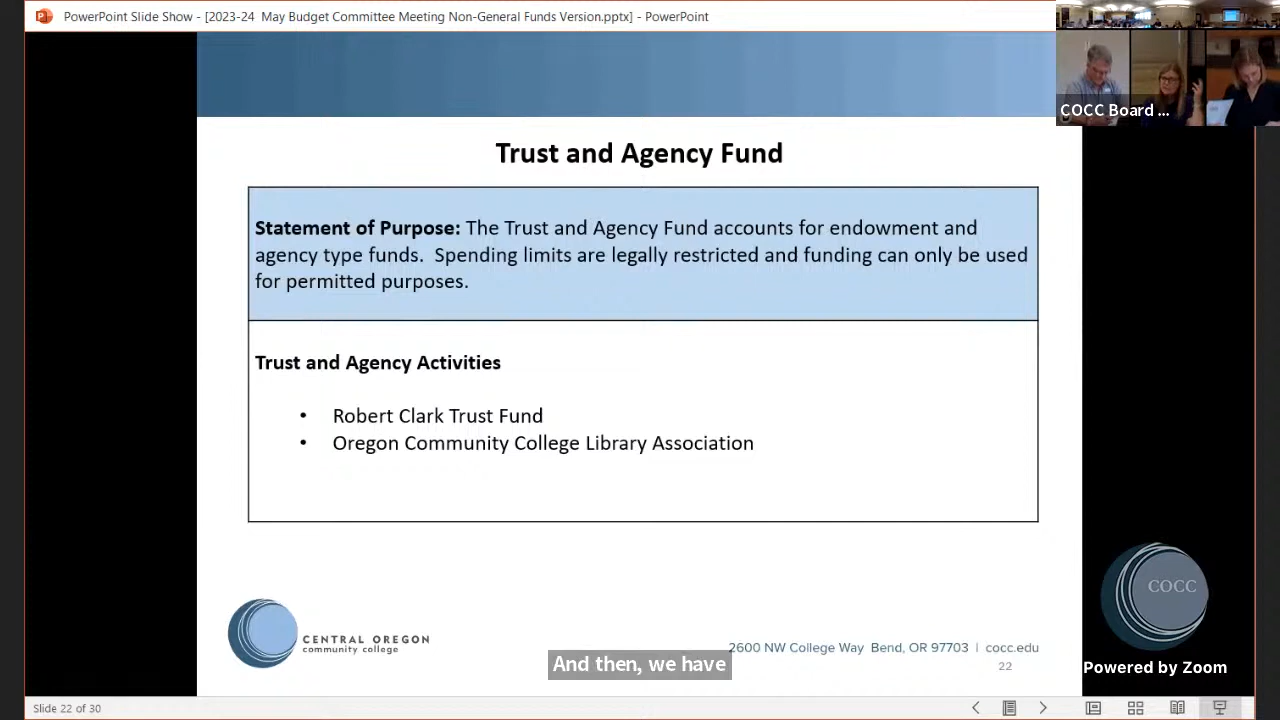 PowerPoint Slide Show - [2023-24  May Budget Committee Meeting Non-General Funds Version.pptx] - PowerPoint
COCC Board ...
Trust and Agency Fund
Statement of Purpose: The Trust and Agency Fund accounts for endowment and
agency type funds.  Spending limits are legally restricted and funding can only be used
for permitted purposes.
Trust and Agency Activities
• Robert Clark Trust Fund
• Oregon Community College Library Association
COCC
CENTRAL OREGON
community college
2600 NW College Way  Bend, OR 97703 | cocc.edu
And then, we have
22
Powered by Zoom
Slide 22 of 30